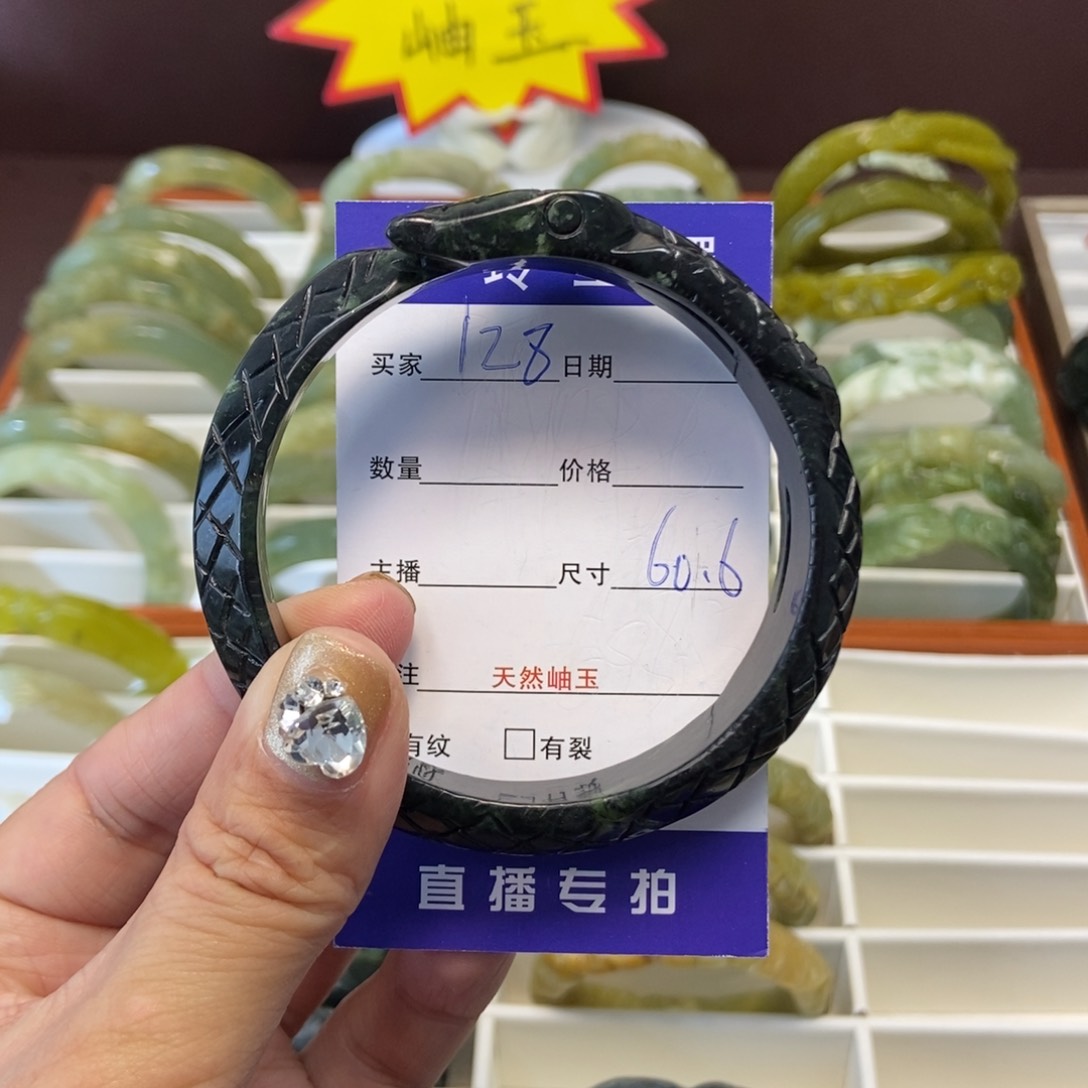 岫玉
玲
买家 128 日期
数量 价格
主播 尺寸 60.6
注 天然岫玉
有纹 有裂
直播专拍